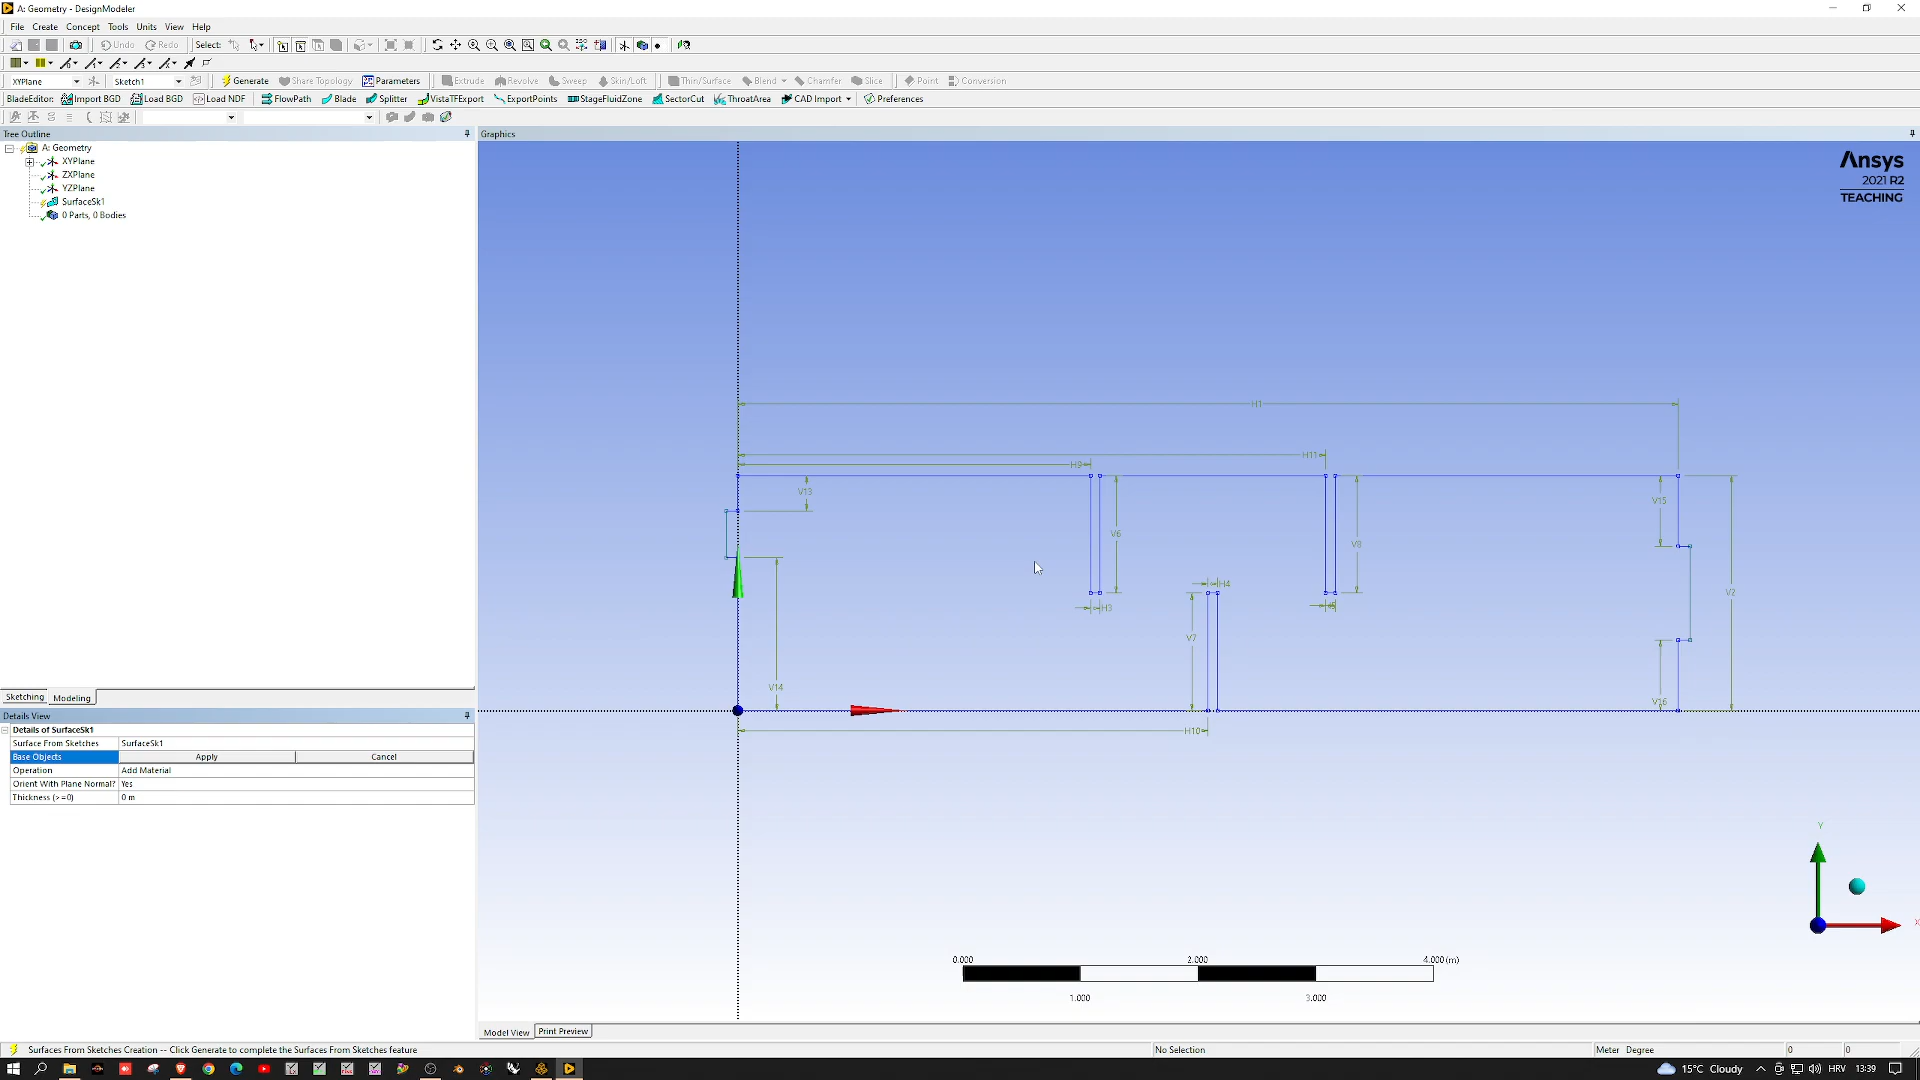 A: Geometry - DesignModeler
File Create Concept Tools Units View Help
Undo Redo Select:
XYPlane Sketch1 Generate Share Topology Parameters Extrude Revolve Sweep Skin/Loft Thin/Surface Blend Chamfer Slice Point Conversion
BladeEditor: Import BGD Load BGD Load NDF FlowPath Blade Splitter VistaTFExport ExportPoints StageFluidZone SectorCut ThroatArea CAD Import Preferences
Tree Outline
A: Geometry
XYPlane
ZXPlane
YZPlane
SurfaceSk1
0 Parts, 0 Bodies
Sketching Modeling
Details View
Details of SurfaceSk1
Surface From Sketches SurfaceSk1
Base Objects Apply Cancel
Operation Add Material
Orient With Plane Normal? Yes
Thickness (>=0) 0 m
Graphics
Ansys
2021 R2
TEACHING
H1
H11
H9
V13
V15
V6
V8
V2
H4
H3
V7
V14
V16
H10
Y
X
0.000 2.000 4.000 (m)
1.000 3.000
Model View Print Preview
Surfaces From Sketches Creation -- Click Generate to complete the Surfaces From Sketches feature
No Selection
Meter Degree 0 0
15°C Cloudy HRV 13:39